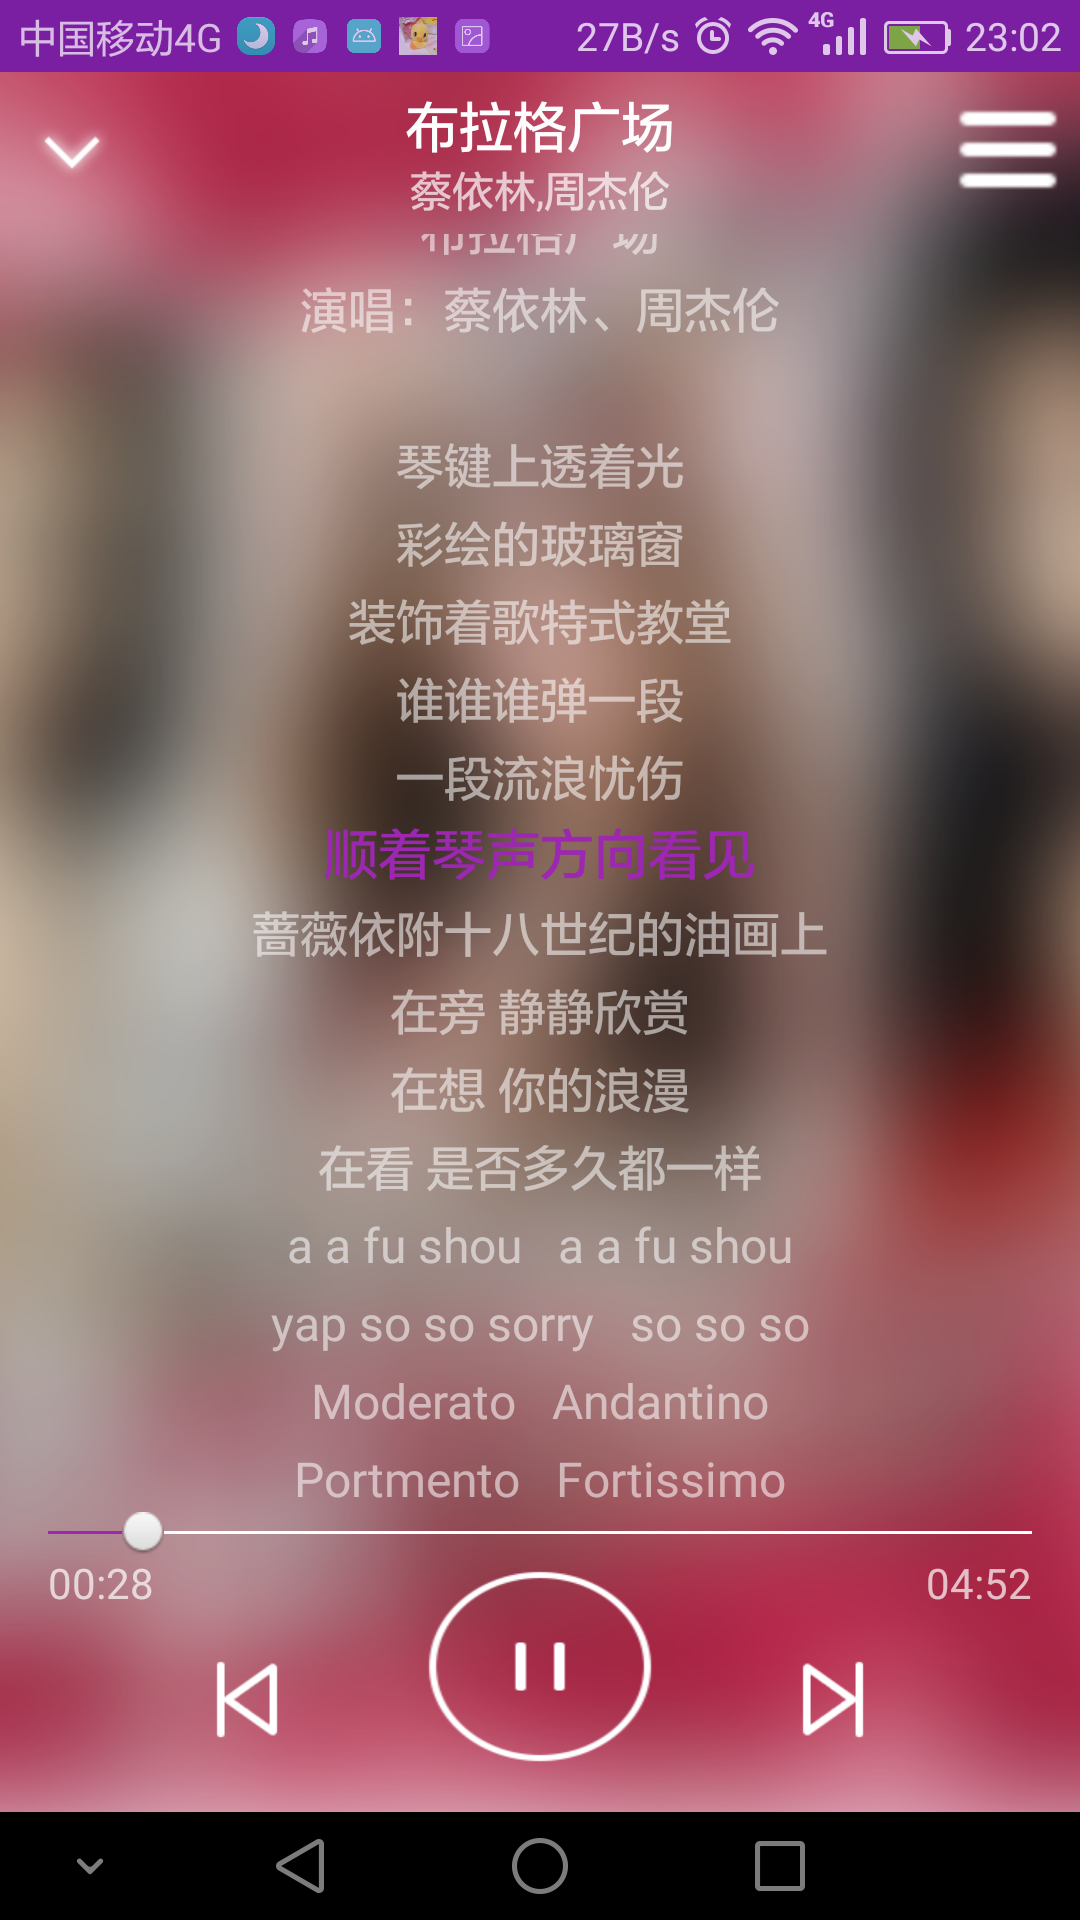 中国移动4G 27B/s 4G 23:02
布拉格广场
蔡依林,周杰伦
布拉格广场
演唱：蔡依林、周杰伦
琴键上透着光
彩绘的玻璃窗
装饰着歌特式教堂
谁谁谁弹一段
一段流浪忧伤
顺着琴声方向看见
蔷薇依附十八世纪的油画上
在旁 静静欣赏
在想 你的浪漫
在看 是否多久都一样
a a fu shou   a a fu shou
yap so so sorry   so so so
Moderato   Andantino
Portmento   Fortissimo
00:28 04:52